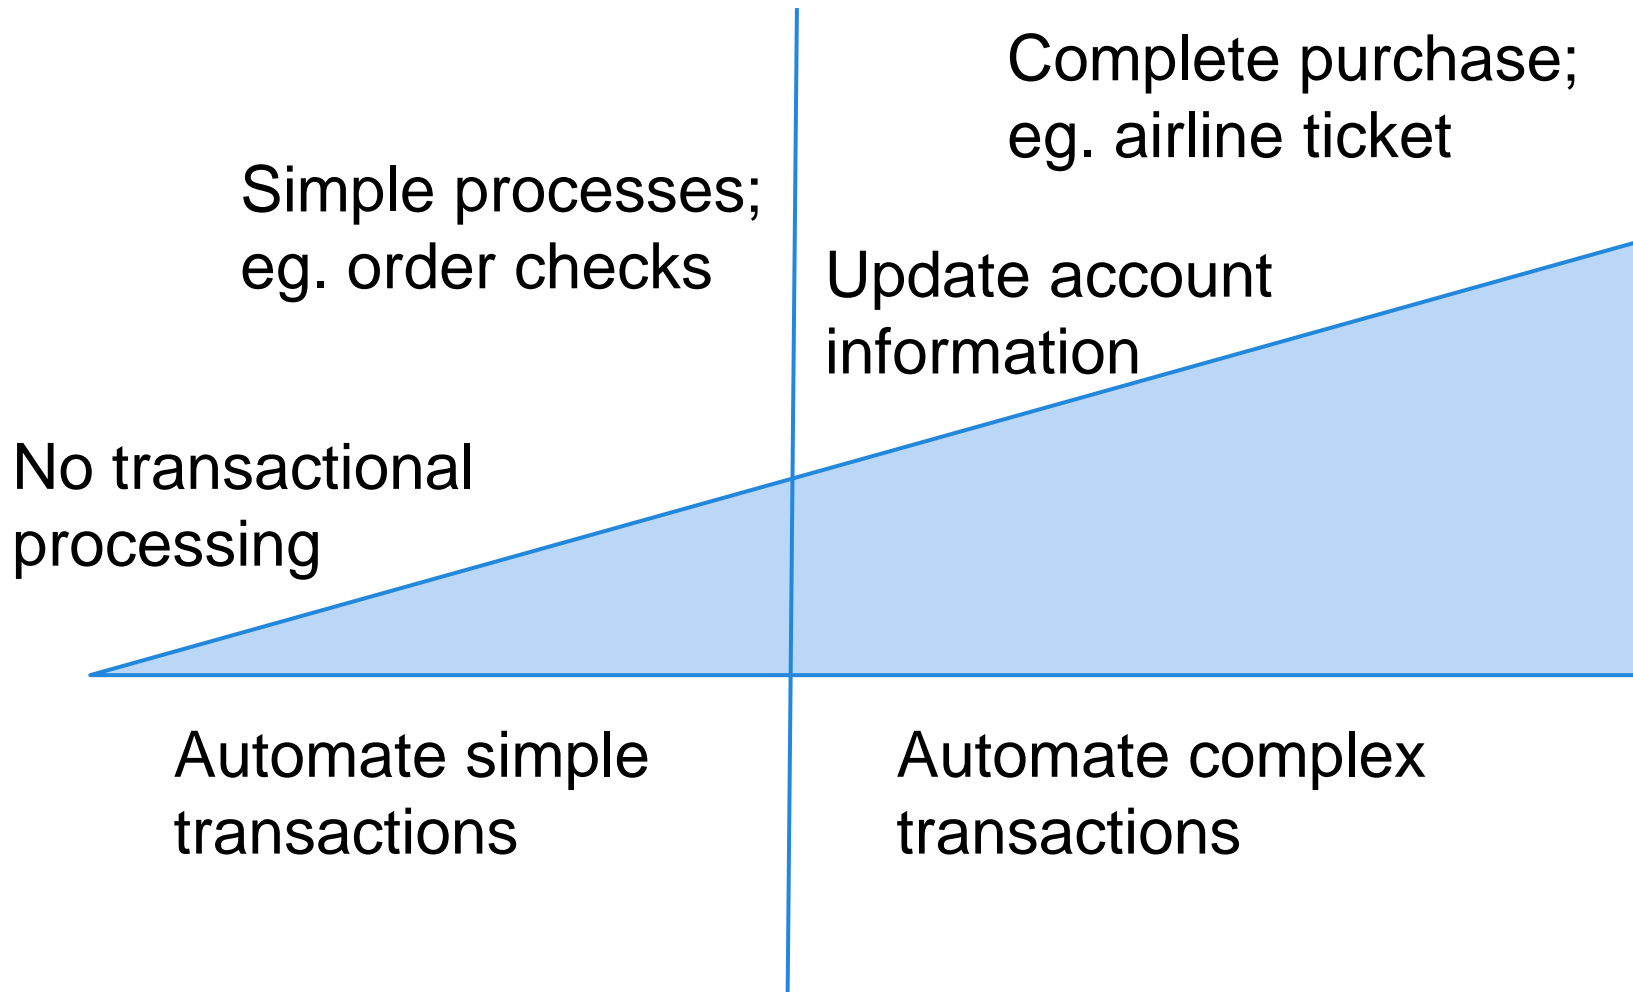 Complete purchase;
eg. airline ticket
Simple processes;
eg. order checks
Update account
information
No transactional
processing
Automate simple
transactions
Automate complex
transactions